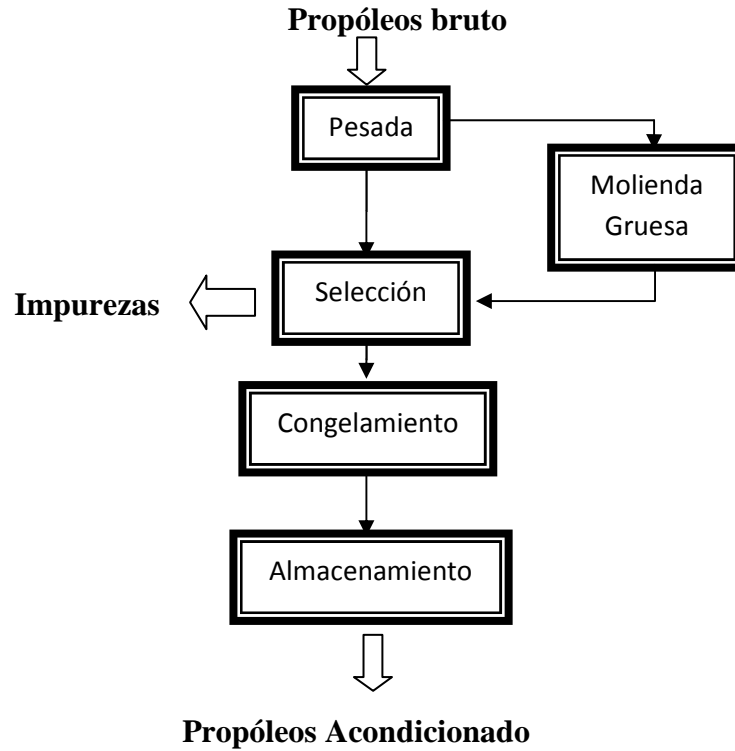 Propóleos bruto
Pesada
Molienda
Gruesa
Selección
Impurezas
Congelamiento
Almacenamiento
Propóleos Acondicionado